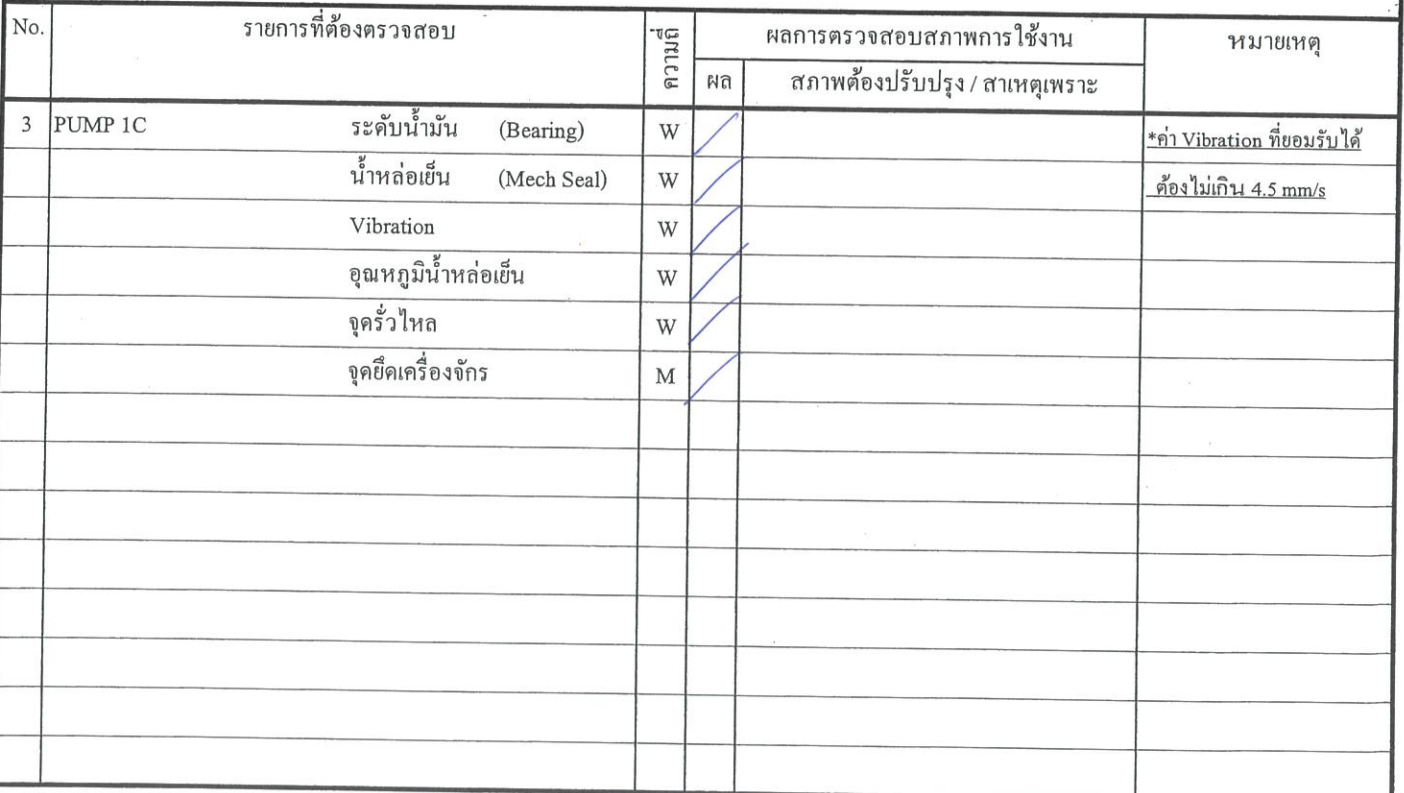 No. รายการที่ต้องตรวจสอบ ความถี่ ผลการตรวจสอบสภาพการใช้งาน หมายเหตุ
ผล สภาพต้องปรับปรุง / สาเหตุเพราะ
3 PUMP 1C ระดับน้ำมัน (Bearing) W / *ค่า Vibration ที่ยอมรับได้
น้ำหล่อเย็น (Mech Seal) W / ต้องไม่เกิน 4.5 mm/s
Vibration W /
อุณหภูมิน้ำหล่อเย็น W /
จุดรั่วไหล W /
จุดยึดเครื่องจักร M /